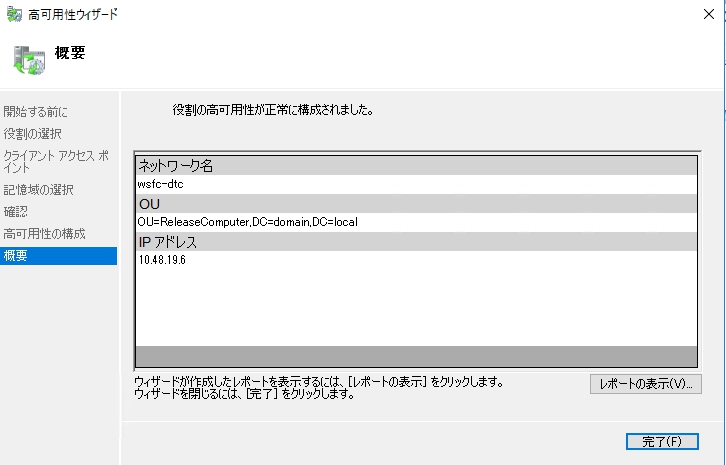 高可用性ウィザード
概要
開始する前に
役割の選択
クライアント アクセス ポ
イント
記憶域の選択
確認
高可用性の構成
概要
役割の高可用性が正常に構成されました。
ネットワーク名
wsfc-dtc
OU
OU=ReleaseComputer,DC=domain,DC=local
IP アドレス
10.48.19.6
ウィザードが作成したレポートを表示するには、[レポートの表示] をクリックします。
ウィザードを閉じるには、[完了] をクリックします。
レポートの表示(V)...
完了(F)